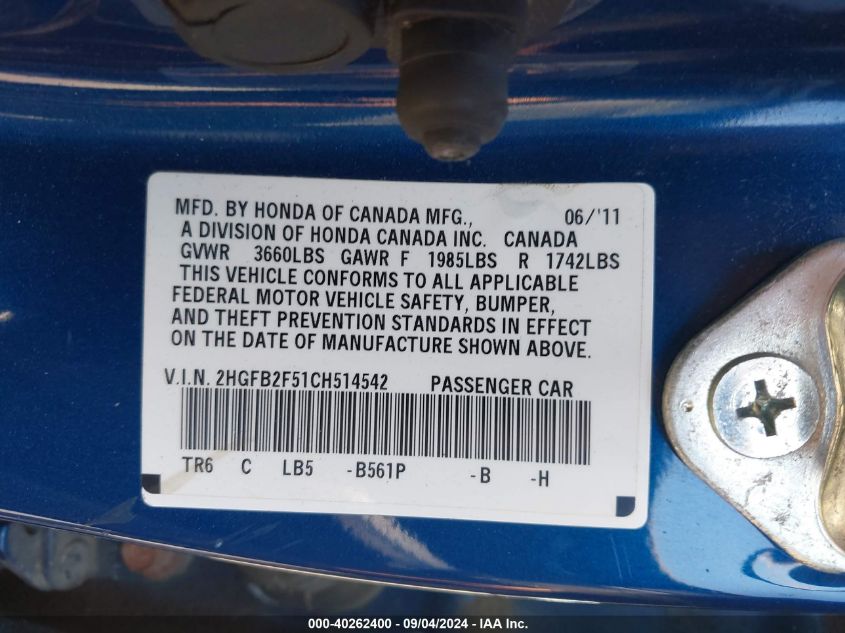 MFD. BY HONDA OF CANADA MFG., 06/'11
A DIVISION OF HONDA CANADA INC. CANADA
GVWR 3660LBS GAWR F 1985LBS R 1742LBS
THIS VEHICLE CONFORMS TO ALL APPLICABLE
FEDERAL MOTOR VEHICLE SAFETY, BUMPER,
AND THEFT PREVENTION STANDARDS IN EFFECT
ON THE DATE OF MANUFACTURE SHOWN ABOVE.
V.I.N. 2HGFB2F51CH514542 PASSENGER CAR
TR6 C LB5 -B561P -B -H
000-40262400 - 09/04/2024 - IAA Inc.